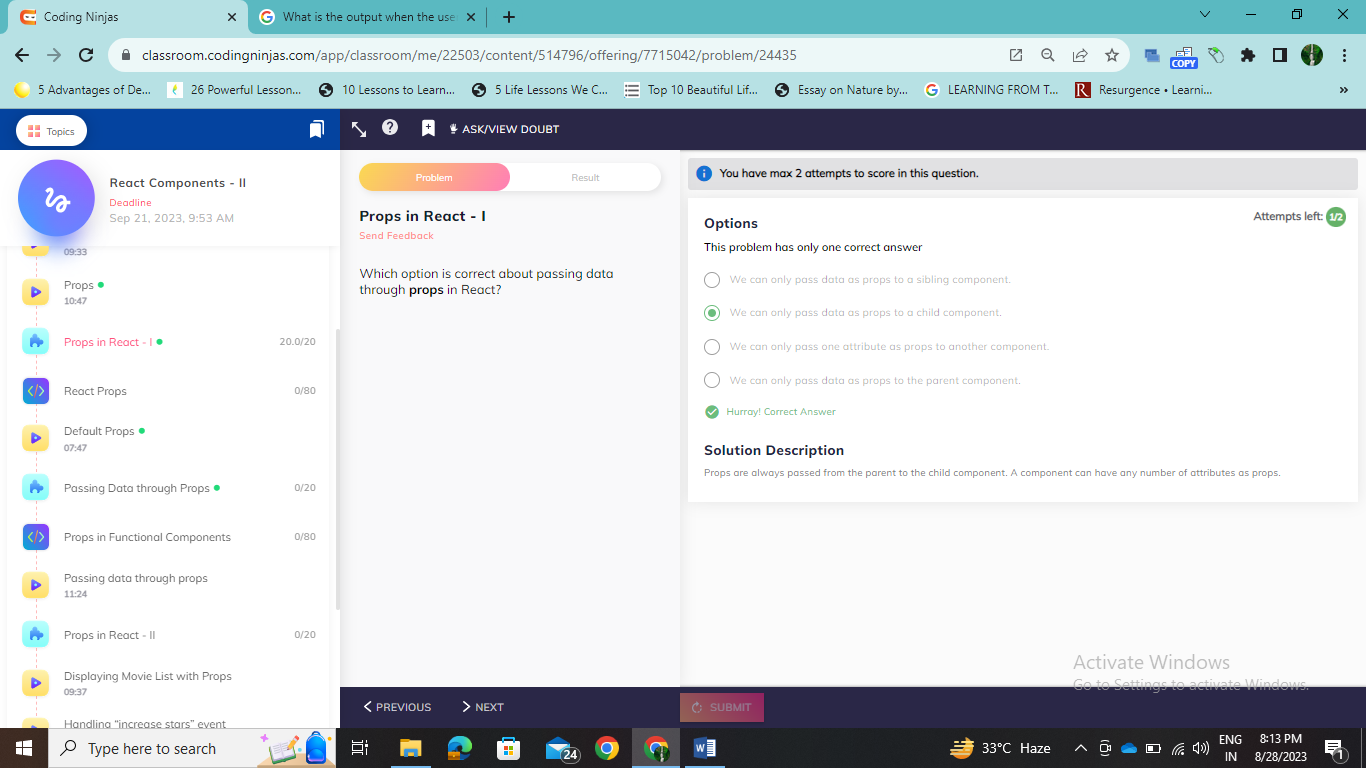 Coding Ninjas
What is the output when the use
classroom.codingninjas.com/app/classroom/me/22503/content/514796/offering/7715042/problem/24435
COPY
5 Advantages of De...
26 Powerful Lesson...
10 Lessons to Learn...
5 Life Lessons We C...
Top 10 Beautiful Lif...
Essay on Nature by...
LEARNING FROM T...
Resurgence • Learni...
»
Topics
ASK/VIEW DOUBT
React Components - II
Deadline
Sep 21, 2023, 9:53 AM
09:33
Props
10:47
Props in React - I 20.0/20
React Props 0/80
Default Props
07:47
Passing Data through Props 0/20
Props in Functional Components 0/80
Passing data through props
11:24
Props in React - II 0/20
Displaying Movie List with Props
09:37
Handling “increase stars” event
Problem
Result
Props in React - I
Send Feedback
Which option is correct about passing data
through props in React?
PREVIOUS
NEXT
You have max 2 attempts to score in this question.
Options
Attempts left: 1/2
This problem has only one correct answer
We can only pass data as props to a sibling component.
We can only pass data as props to a child component.
We can only pass one attribute as props to another component.
We can only pass data as props to the parent component.
Hurray! Correct Answer
Solution Description
Props are always passed from the parent to the child component. A component can have any number of attributes as props.
Activate Windows
Go to Settings to activate Windows.
SUBMIT
Type here to search
24
33°C Haze
ENG
IN
8:13 PM
8/28/2023
1